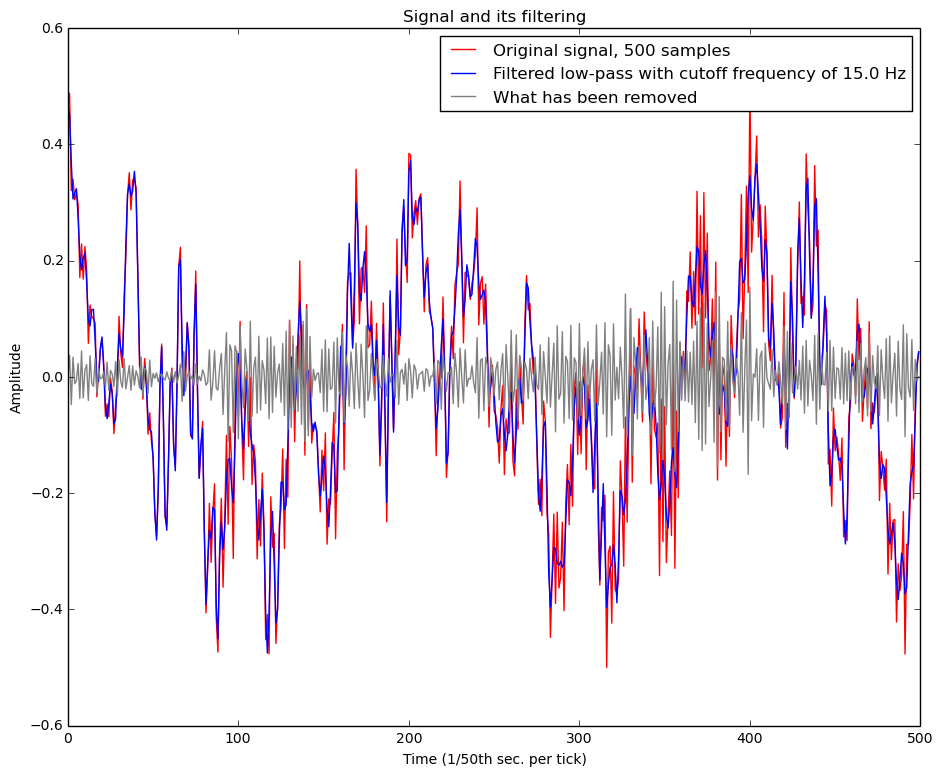 Signal and its filtering
0.6
Original signal, 500 samples
Filtered low-pass with cutoff frequency of 15.0 Hz
What has been removed
0.4
0.2
0.0
Amplitude
−0.2
−0.4
−0.6
0 100 200 300 400 500
Time (1/50th sec. per tick)